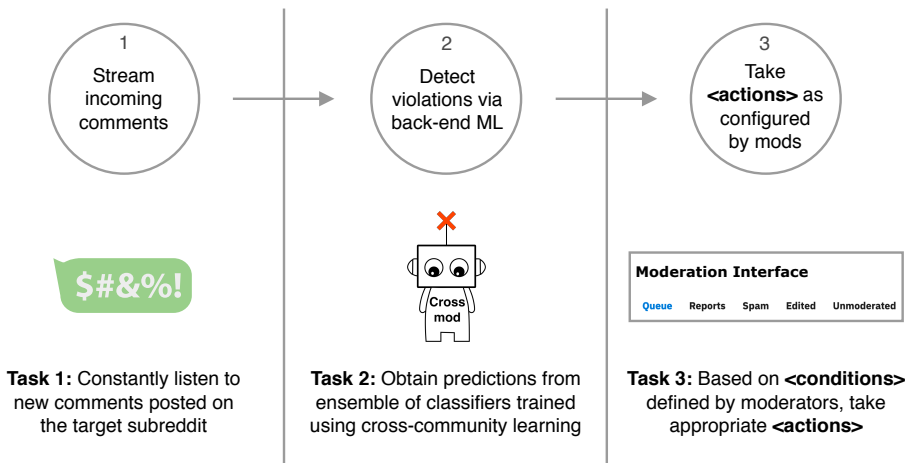 1
Stream
incoming
comments
2
Detect
violations via
back-end ML
3
Take
<actions> as
configured
by mods
$#&%!
Cross
mod
Moderation Interface
Queue Reports Spam Edited Unmoderated
Task 1: Constantly listen to
new comments posted on
the target subreddit
Task 2: Obtain predictions from
ensemble of classifiers trained
using cross-community learning
Task 3: Based on <conditions>
defined by moderators, take
appropriate <actions>